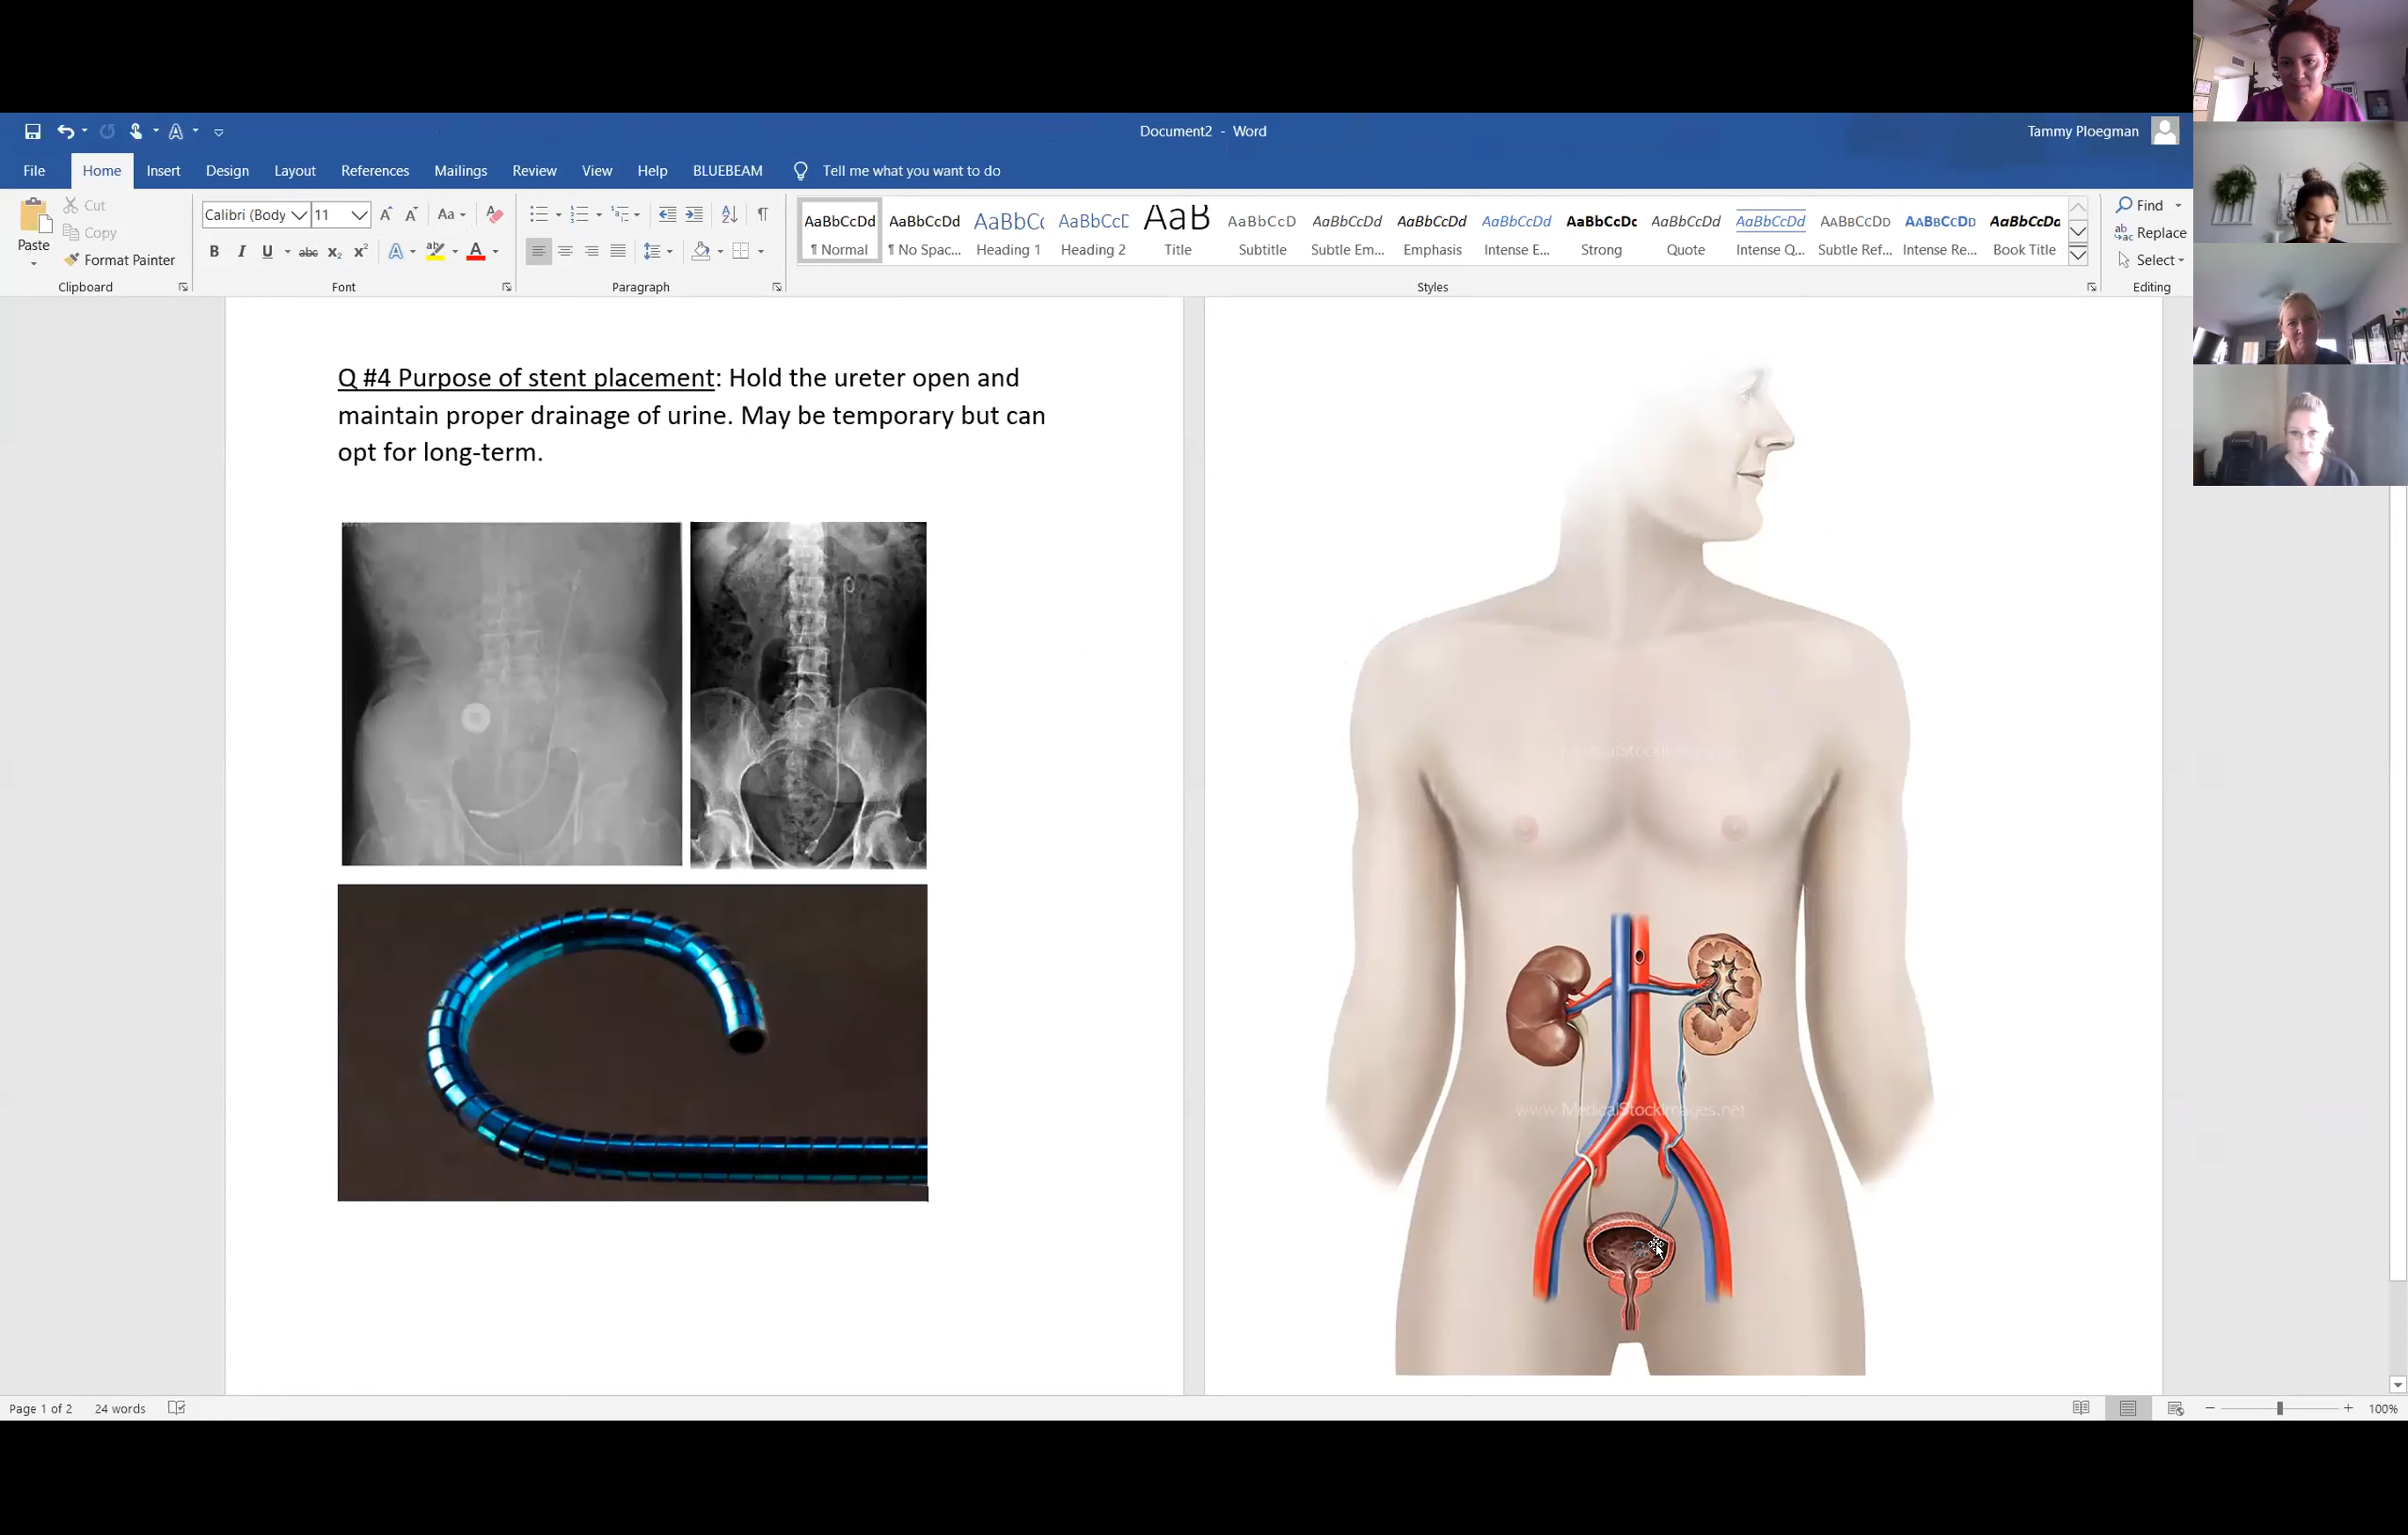 Document2 - Word
Tammy Ploegman
File Home Insert Design Layout References Mailings Review View Help BLUEBEAM Tell me what you want to do
Paste
Cut
Copy
Format Painter
Clipboard
Calibri (Body 11
Font
Paragraph
AaBbCcDd AaBbCcDd AaBbCc AaBbCcD AaB AaBbCcD AaBbCcDd AaBbCcDd AaBbCcDd AaBbCcDc AaBbCcDd AaBbCcDd AaBbCcDd AaBbCcDd AaBbCcDd
¶ Normal ¶ No Spac... Heading 1 Heading 2 Title Subtitle Subtle Em... Emphasis Intense E... Strong Quote Intense Q... Subtle Ref... Intense Re... Book Title
Styles
Find
Replace
Select
Editing
Q #4 Purpose of stent placement: Hold the ureter open and
maintain proper drainage of urine. May be temporary but can
opt for long-term.
www.MedicalStockImages.net
Page 1 of 2 24 words
100%